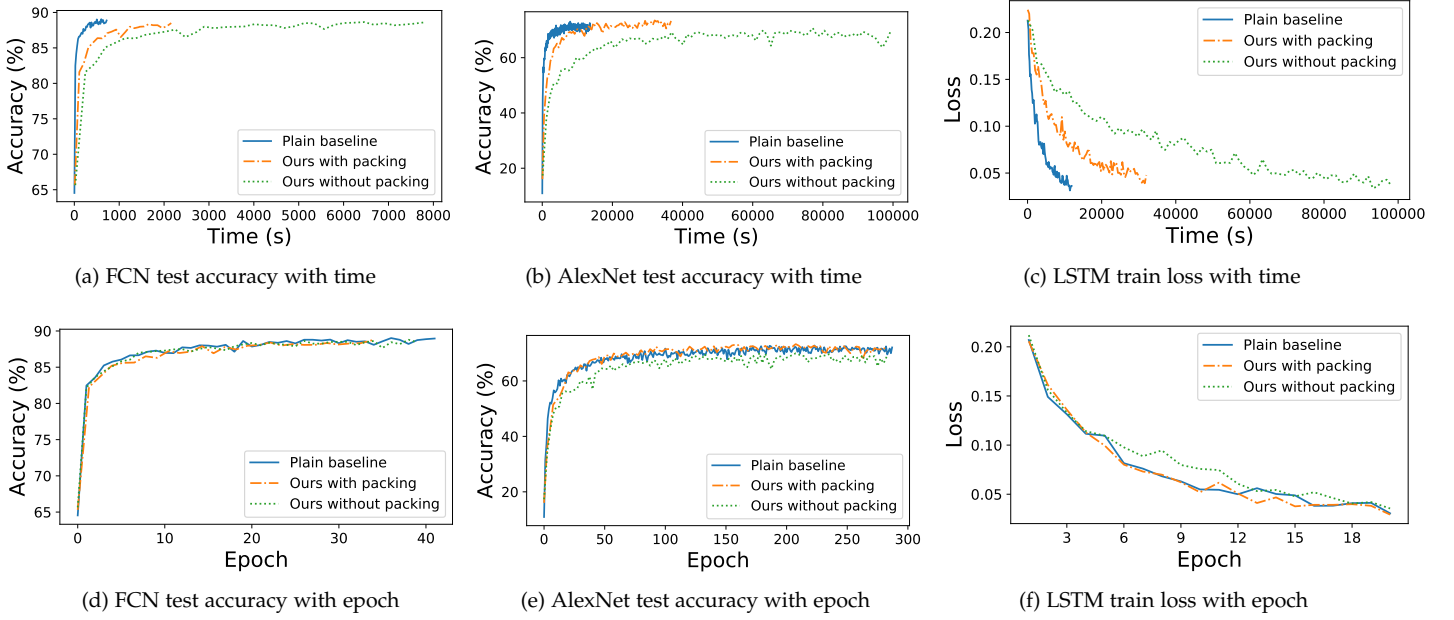 90
85
80
75
70
65
Accuracy (%)
Plain baseline
Ours with packing
Ours without packing
0 1000 2000 3000 4000 5000 6000 7000 8000
Time (s)
(a) FCN test accuracy with time
60
40
20
Accuracy (%)
Plain baseline
Ours with packing
Ours without packing
0 20000 40000 60000 80000 100000
Time (s)
(b) AlexNet test accuracy with time
0.20
0.15
0.10
0.05
Loss
Plain baseline
Ours with packing
Ours without packing
0 20000 40000 60000 80000 100000
Time (s)
(c) LSTM train loss with time
90
85
80
75
70
65
Accuracy (%)
Plain baseline
Ours with packing
Ours without packing
0 10 20 30 40
Epoch
(d) FCN test accuracy with epoch
60
40
20
Accuracy (%)
Plain baseline
Ours with packing
Ours without packing
0 50 100 150 200 250 300
Epoch
(e) AlexNet test accuracy with epoch
0.20
0.15
0.10
0.05
Loss
Plain baseline
Ours with packing
Ours without packing
3 6 9 12 15 18
Epoch
(f) LSTM train loss with epoch